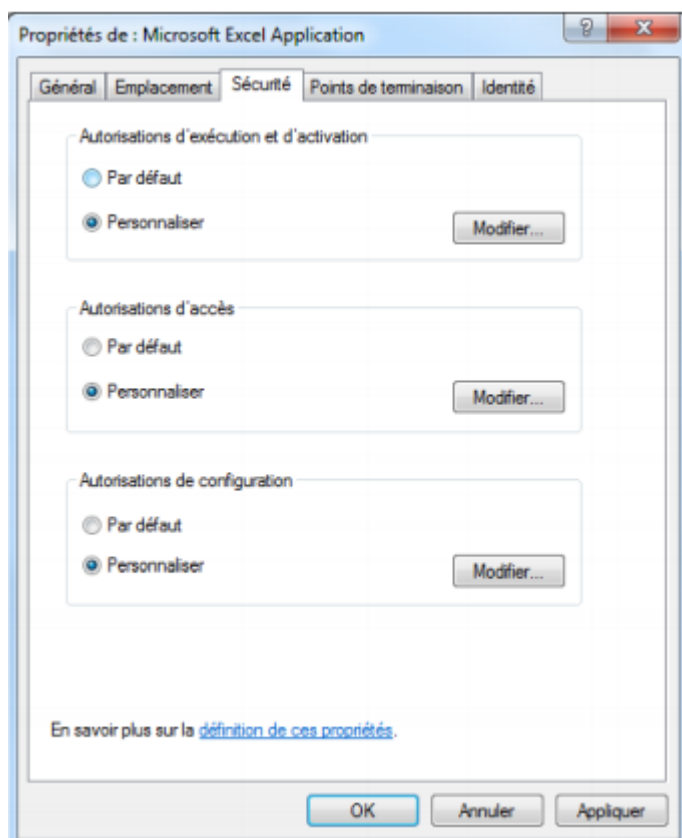 Propriétés de : Microsoft Excel Application
?
Général Emplacement Sécurité Points de terminaison Identité
Autorisations d'exécution et d'activation
Par défaut
Personnaliser Modifier...
Autorisations d'accès
Par défaut
Personnaliser Modifier...
Autorisations de configuration
Par défaut
Personnaliser Modifier...
En savoir plus sur la définition de ces propriétés.
OK Annuler Appliquer